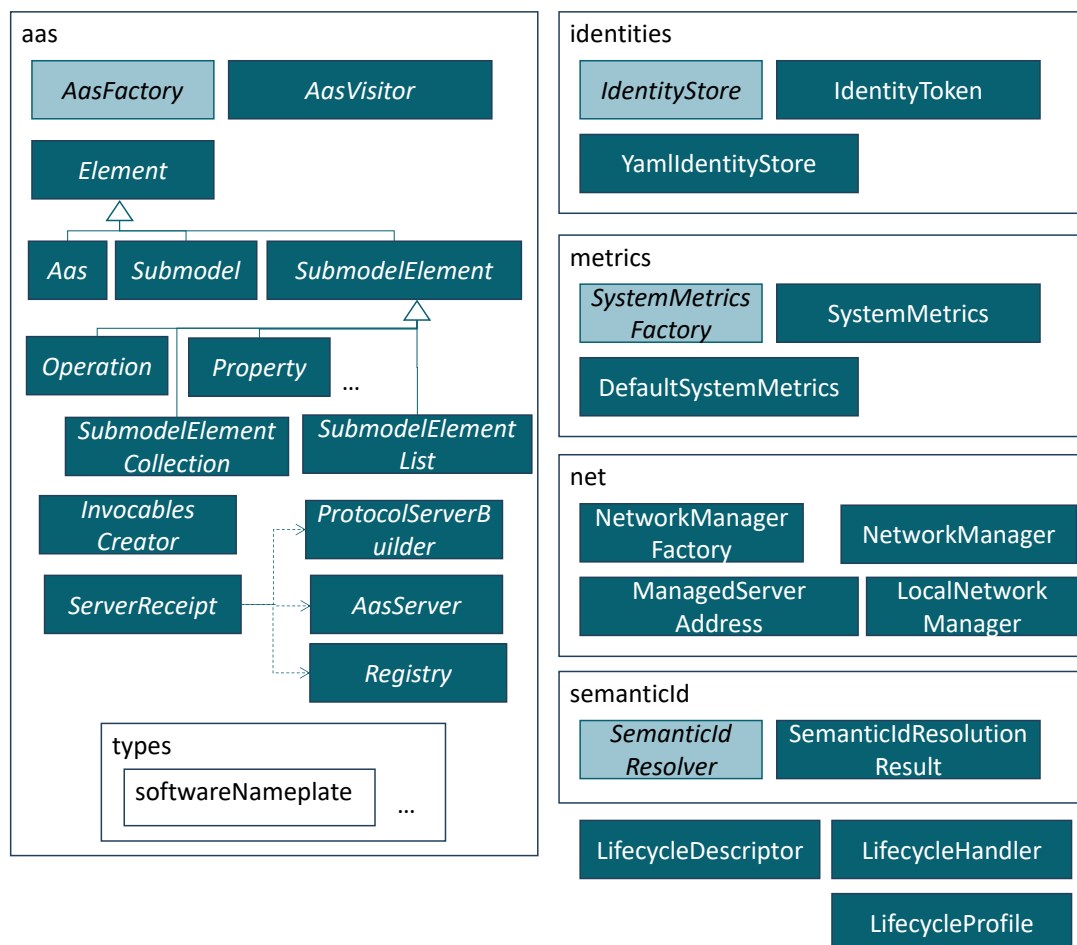 aas
AasFactory
AasVisitor
Element
Aas
Submodel
SubmodelElement
Operation
Property
...
SubmodelElement
Collection
SubmodelElement
List
Invocables
Creator
ProtocolServerB
uilder
ServerReceipt
AasServer
Registry
types
softwareNameplate
...
identities
IdentityStore
IdentityToken
YamlIdentityStore
metrics
SystemMetrics
Factory
SystemMetrics
DefaultSystemMetrics
net
NetworkManager
Factory
NetworkManager
ManagedServer
Address
LocalNetwork
Manager
semanticId
SemanticId
Resolver
SemanticIdResolution
Result
LifecycleDescriptor
LifecycleHandler
LifecycleProfile